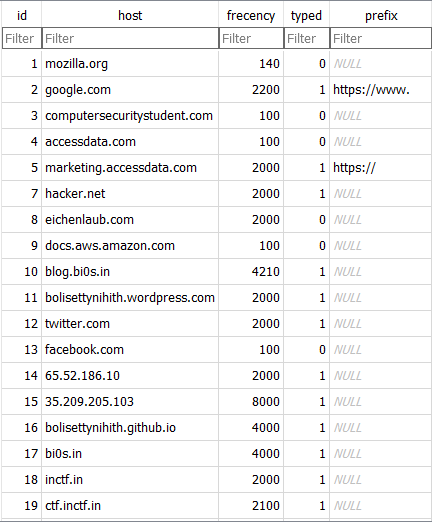 id host frecency typed prefix
Filter Filter Filter Filter Filter
1 mozilla.org 140 0 NULL
2 google.com 2200 1 https://www.
3 computersecuritystudent.com 100 0 NULL
4 accessdata.com 100 0 NULL
5 marketing.accessdata.com 2000 1 https://
7 hacker.net 2000 1 NULL
8 eichenlaub.com 2000 0 NULL
9 docs.aws.amazon.com 100 0 NULL
10 blog.bi0s.in 4210 1 NULL
11 bolisettynihith.wordpress.com 2000 1 NULL
12 twitter.com 2000 1 NULL
13 facebook.com 100 0 NULL
14 65.52.186.10 2000 1 NULL
15 35.209.205.103 8000 1 NULL
16 bolisettynihith.github.io 4000 1 NULL
17 bi0s.in 4000 1 NULL
18 inctf.in 2000 1 NULL
19 ctf.inctf.in 2100 1 NULL